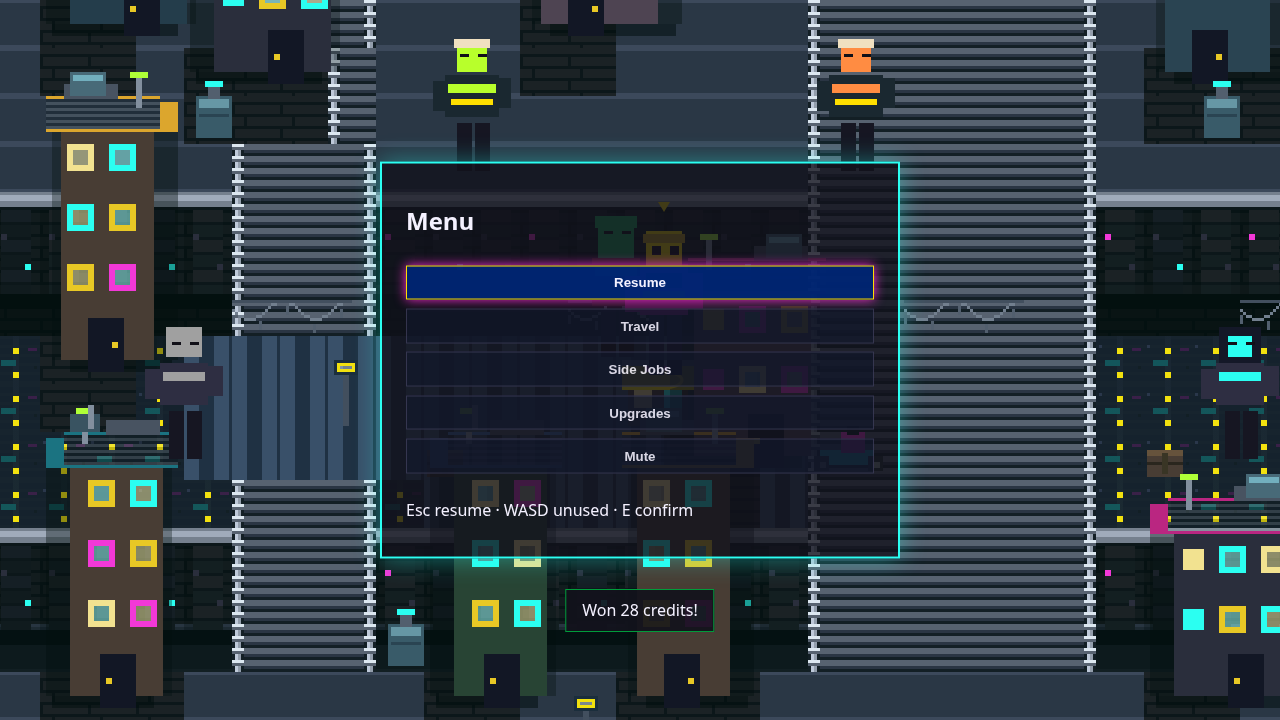 Menu
Resume
Travel
Side Jobs
Upgrades
Mute
Esc resume · WASD unused · E confirm
Won 28 credits!